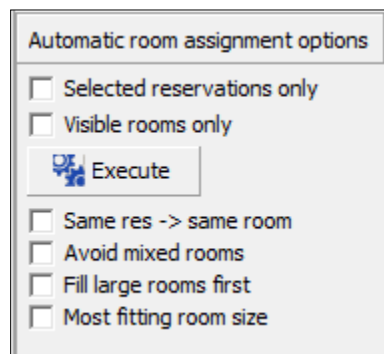 Automatic room assignment options
Selected reservations only
Visible rooms only
Execute
Same res -> same room
Avoid mixed rooms
Fill large rooms first
Most fitting room size